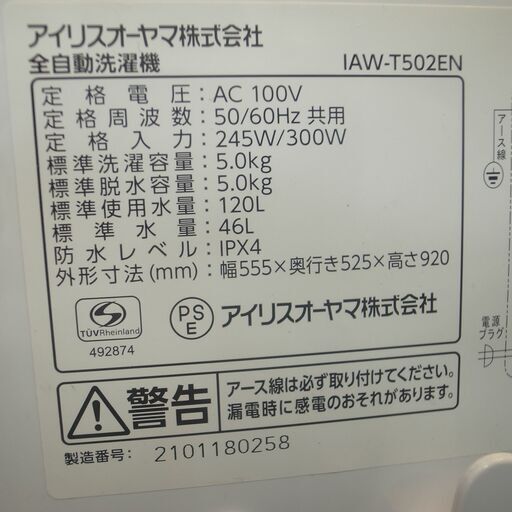 アイリスオーヤマ株式会社
全自動洗濯機 IAW-T502EN
定格電圧：AC 100V
定格周波数：50/60Hz 共用
定格入力：245W/300W
標準洗濯容量：5.0kg
標準脱水容量：5.0kg
標準使用水量：120L
標準水量：46L
防水レベル：IPX4
外形寸法(mm)：幅555×奥行き525×高さ920
TÜVRheinland
492874
PSE
アイリスオーヤマ株式会社
警告
アース線は必ず取り付けてください。
漏電時に感電のおそれがあります。
製造番号：2101180258
アース線
電源
プラグ